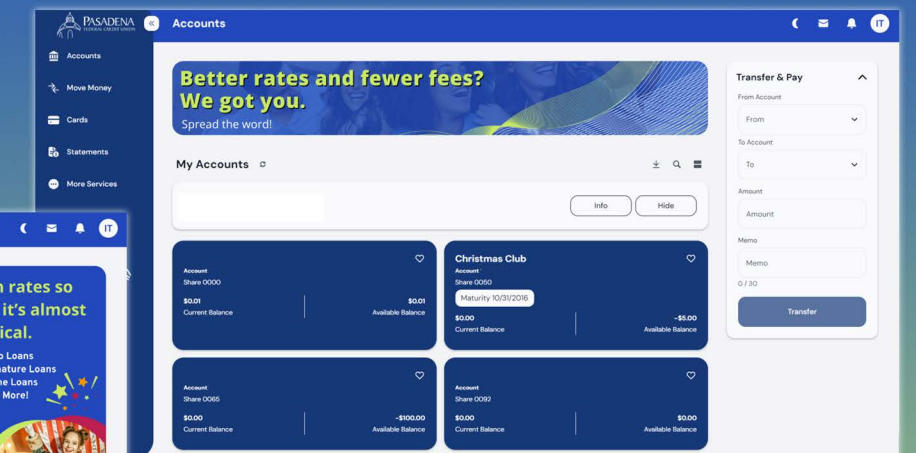 PASADENA
FEDERAL CREDIT UNION
Accounts
IT
Accounts
Move Money
Cards
Statements
More Services
Better rates and fewer fees?
We got you.
Spread the word!
My Accounts
Info
Hide
Account
Share 0000
$0.01
$0.01
Current Balance
Available Balance
Christmas Club
Account
Share 0050
Maturity 10/31/2016
$0.00
-$5.00
Current Balance
Available Balance
Account
Share 0065
$0.00
-$100.00
Current Balance
Available Balance
Account
Share 0092
$0.00
$0.00
Current Balance
Available Balance
Transfer & Pay
From Account
From
To Account
To
Amount
Amount
Memo
Memo
0 / 30
Transfer
IT
rates so
it's almost
ical.
Loans
ature Loans
e Loans
More!